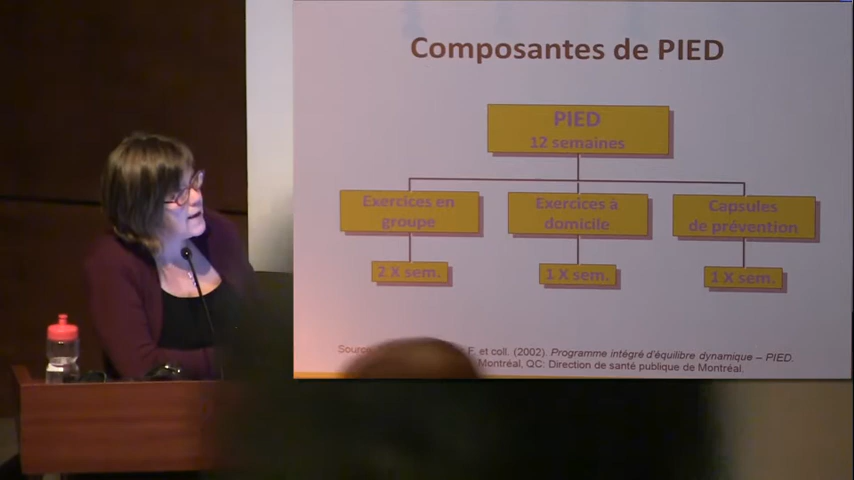 Composantes de PIED
PIED
12 semaines
Exercices en
groupe
Exercices à
domicile
Capsules
de prévention
2 X sem.
1 X sem.
1 X sem.
Source
F. et coll. (2002). Programme intégré d'équilibre dynamique – PIED.
Montréal, QC: Direction de santé publique de Montréal.